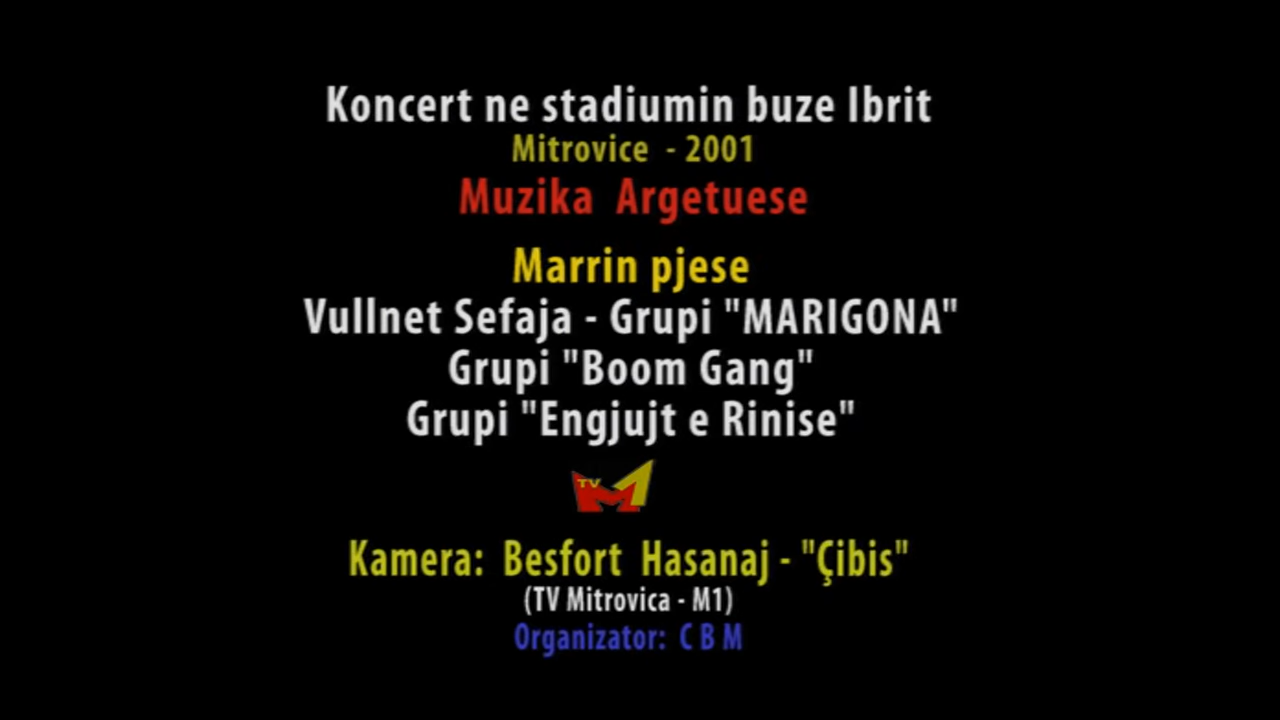 Koncert ne stadiumin buze Ibrit
Mitrovice - 2001
Muzika Argetuese
Marrin pjese
Vullnet Sefaja - Grupi "MARIGONA"
Grupi "Boom Gang"
Grupi "Engjujt e Rinise"
TV M1
Kamera: Besfort Hasanaj - "Çibis"
(TV Mitrovica - M1)
Organizator: C B M